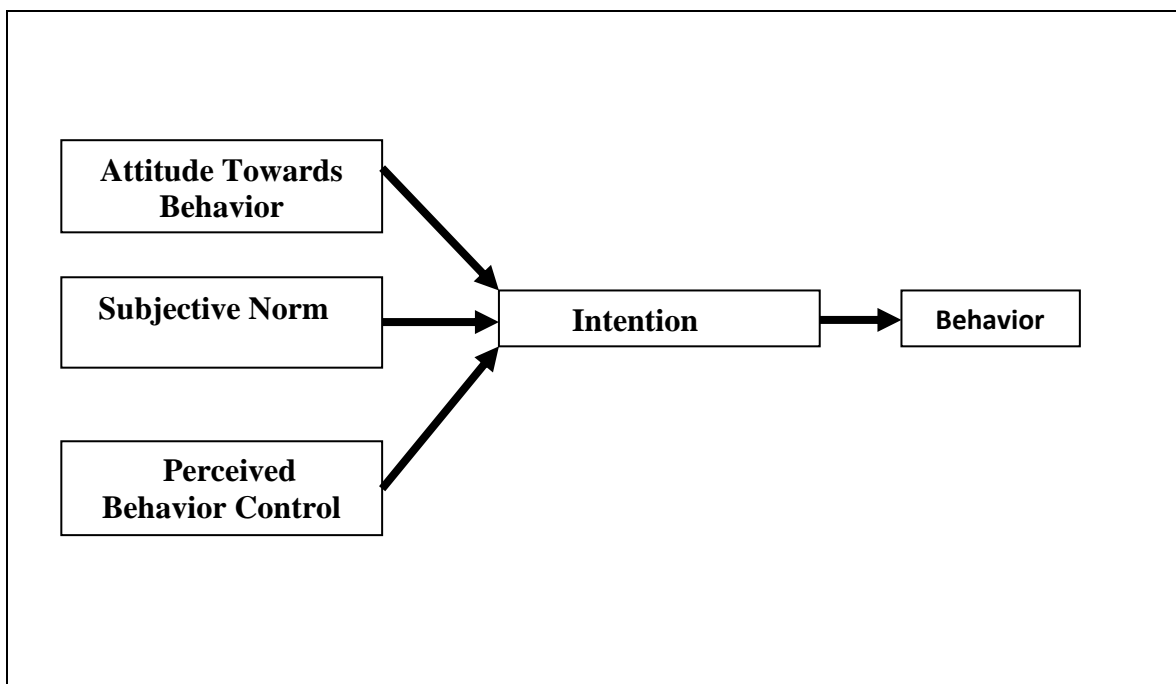 Attitude Towards
Behavior
Subjective Norm
Perceived
Behavior Control
Intention
Behavior